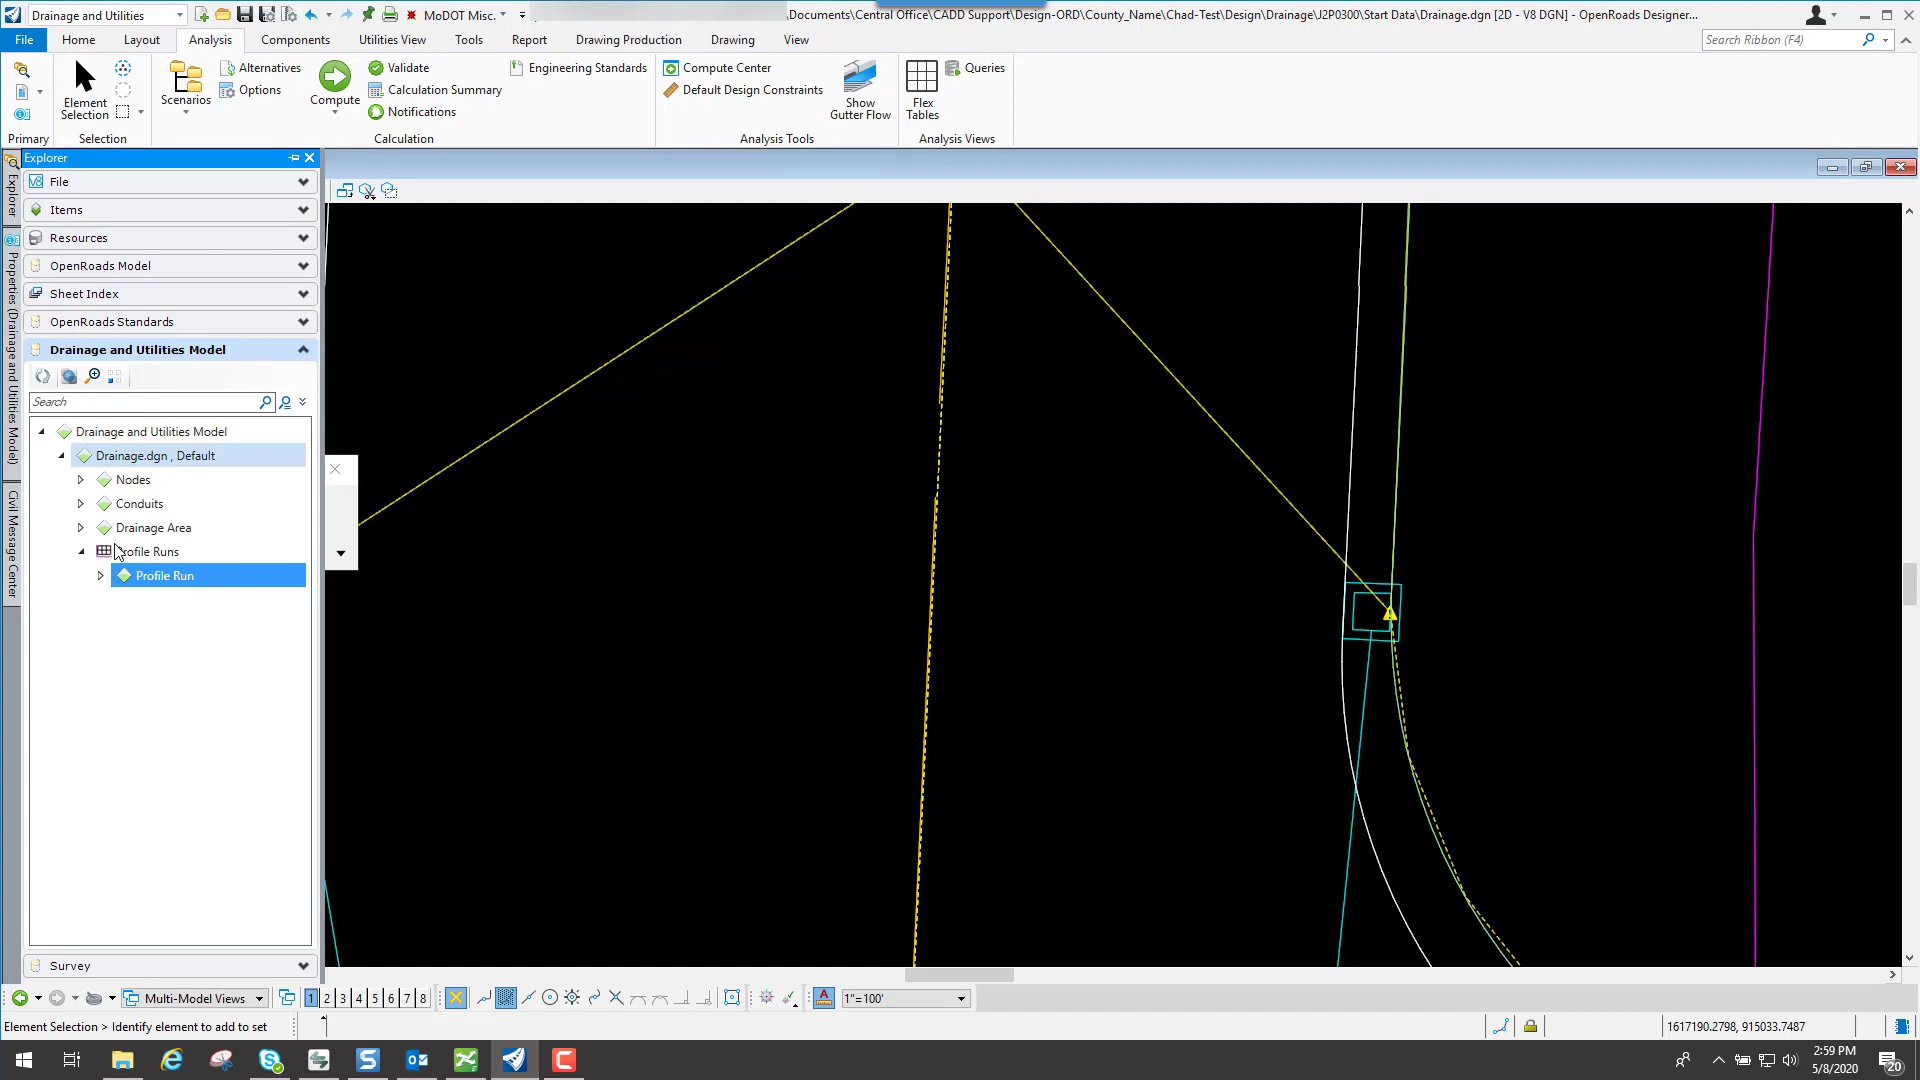 Drainage and Utilities
MoDOT Misc.
\Documents\Central Office\CADD Support\Design-ORD\County_Name\Chad-Test\Design\Drainage\J2P0300\Start Data\Drainage.dgn [2D - V8 DGN] - OpenRoads Designer...
File Home Layout Analysis Components Utilities View Tools Report Drawing Production Drawing View
Search Ribbon (F4)
Element Selection
Scenarios
Alternatives
Options
Compute
Validate
Calculation Summary
Notifications
Engineering Standards
Compute Center
Default Design Constraints
Show Gutter Flow
Flex Tables
Queries
Primary Selection Calculation Analysis Tools Analysis Views
Explorer
File
Items
Resources
OpenRoads Model
Sheet Index
OpenRoads Standards
Drainage and Utilities Model
Search
Drainage and Utilities Model
Drainage.dgn , Default
Nodes
Conduits
Drainage Area
rofile Runs
Profile Run
Survey
Explorer
Properties (Drainage and Utilities Model)
Civil Message Center
Multi-Model Views
1 2 3 4 5 6 7 8
1"=100'
Element Selection > Identify element to add to set
1617190.2798, 915033.7487
2:59 PM
5/8/2020
20